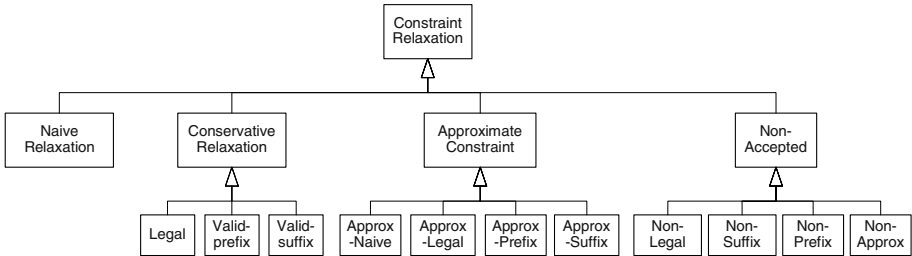 Constraint
Relaxation
Naive
Relaxation
Conservative
Relaxation
Approximate
Constraint
Non-
Accepted
Legal
Valid-
prefix
Valid-
suffix
Approx
-Naive
Approx
-Legal
Approx
-Prefix
Approx
-Suffix
Non-
Legal
Non-
Suffix
Non-
Prefix
Non-
Approx